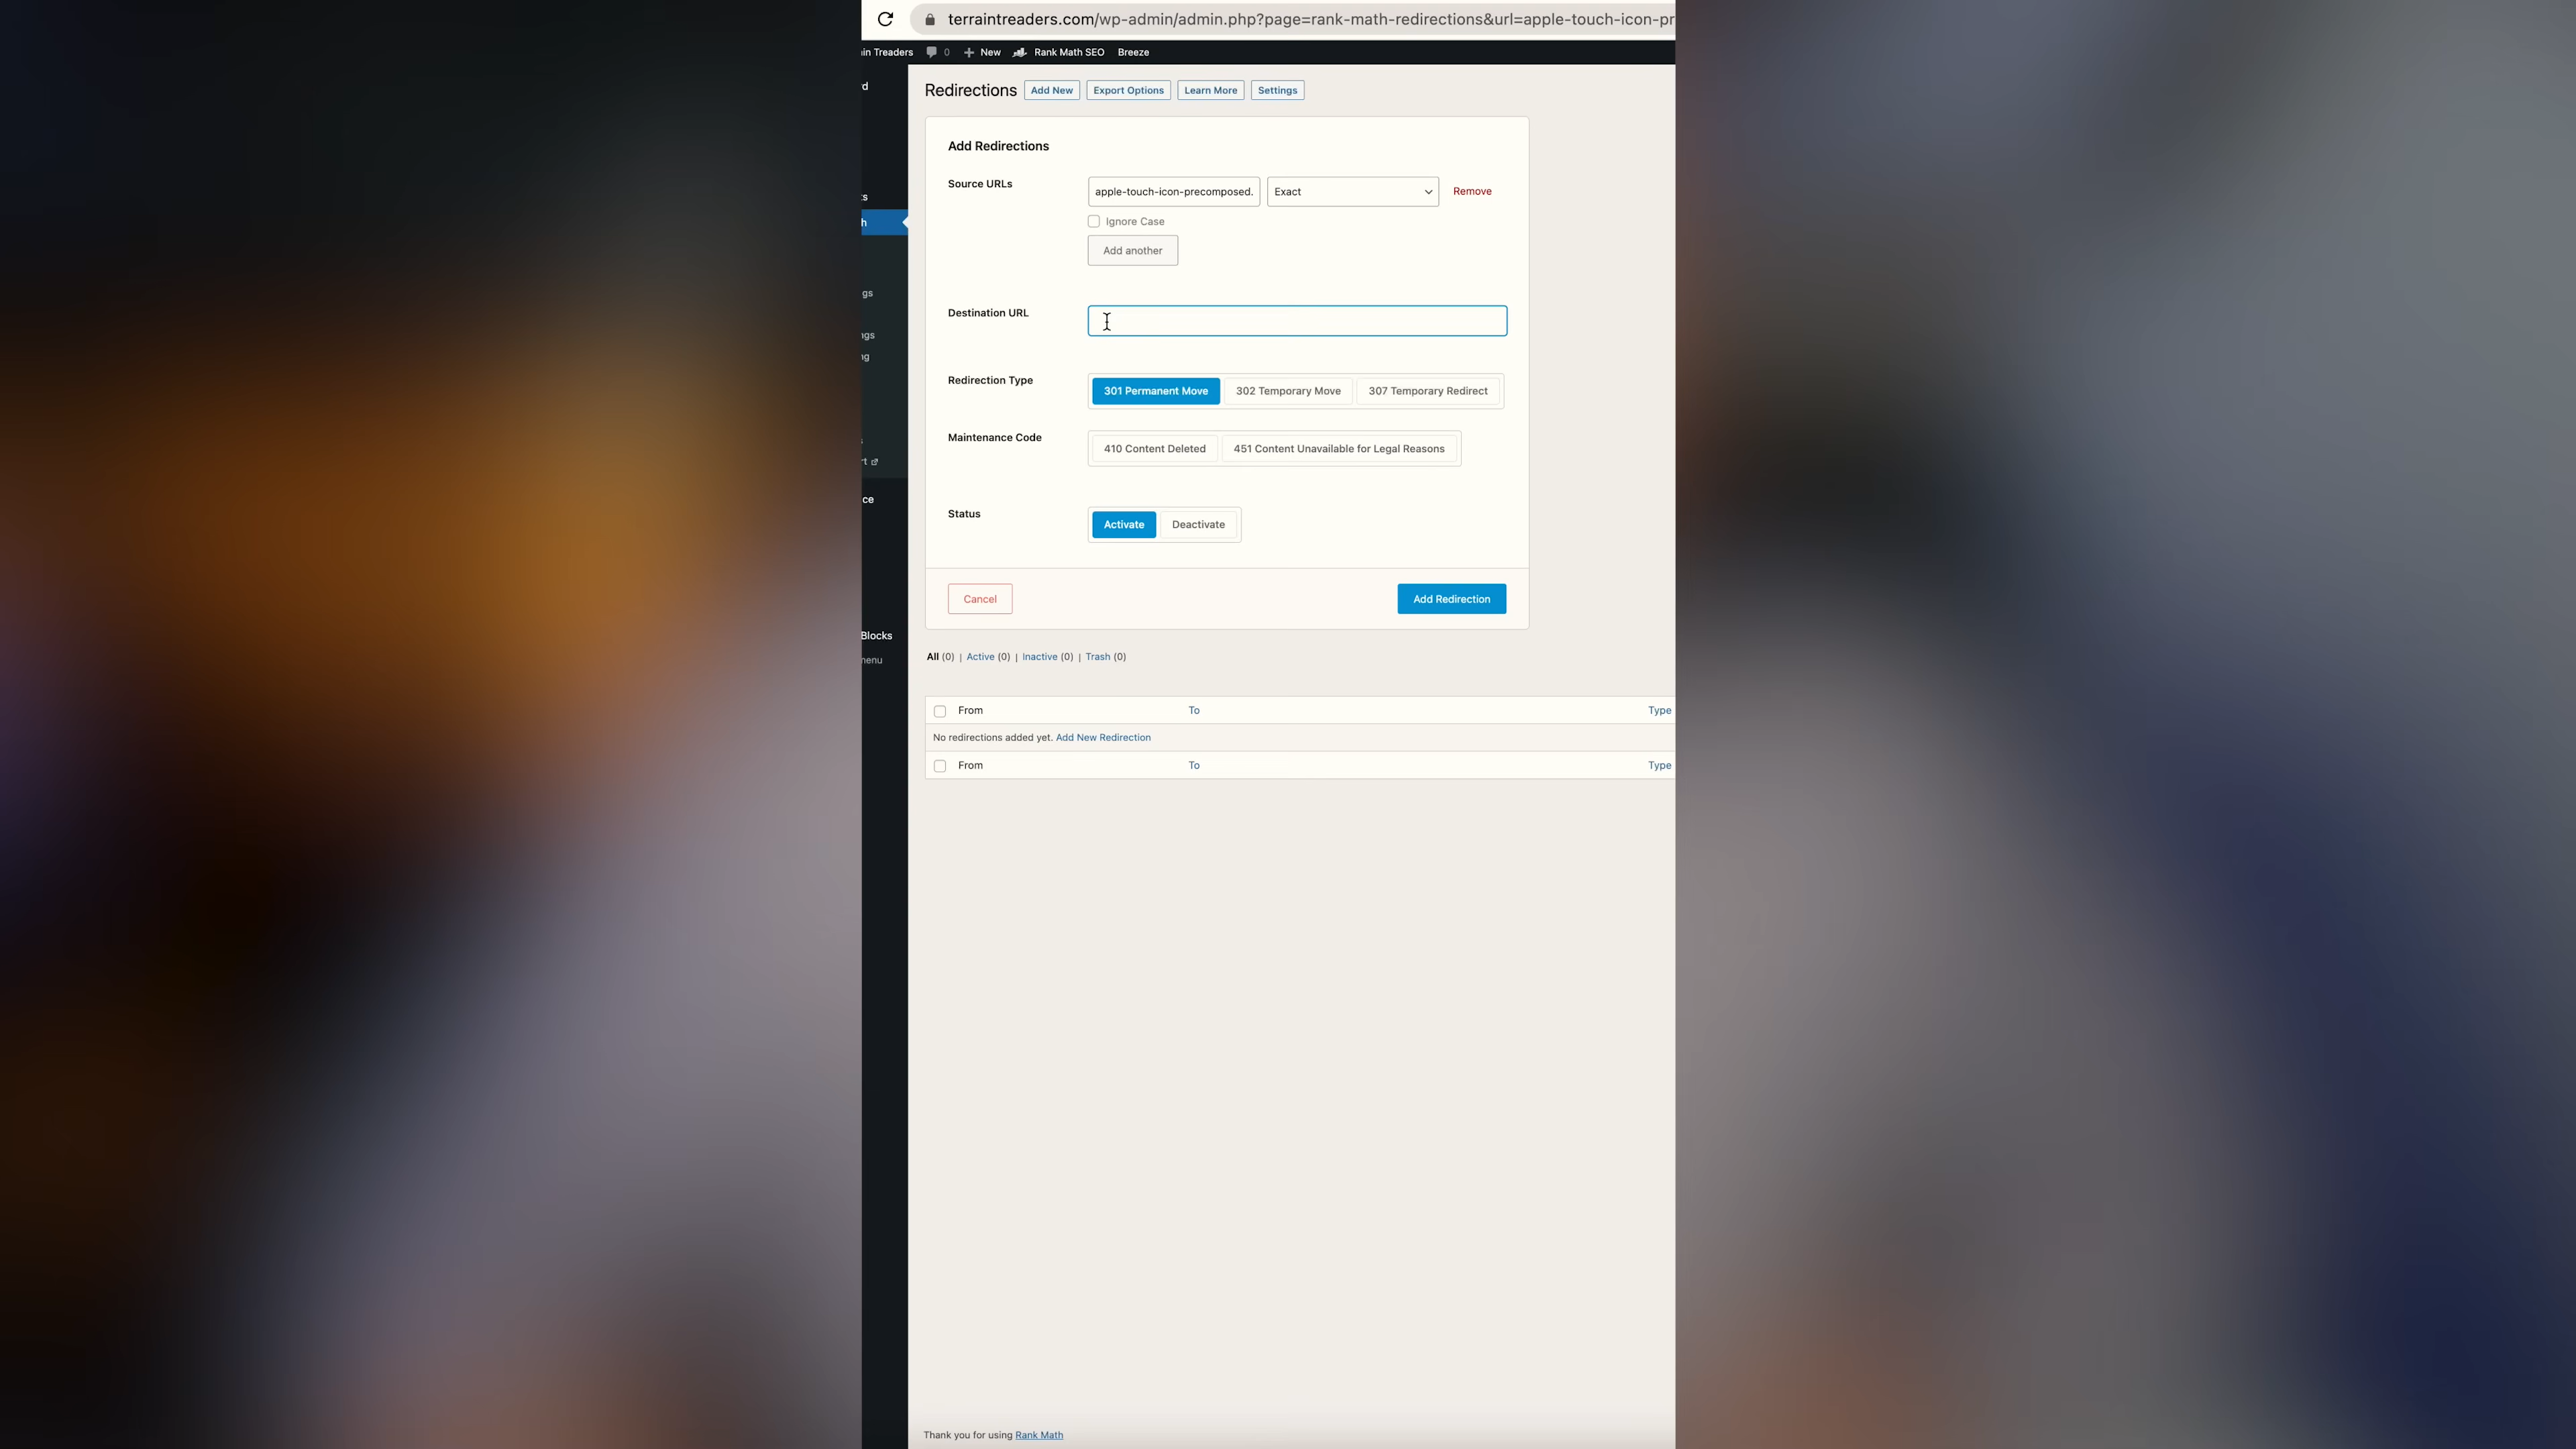 terraintreaders.com/wp-admin/admin.php?page=rank-math-redirections&url=apple-touch-icon-pr
in Treaders 0 New Rank Math SEO Breeze
Redirections Add New Export Options Learn More Settings
Add Redirections
Source URLs apple-touch-icon-precomposed. Exact Remove
Ignore Case
Add another
Destination URL
Redirection Type 301 Permanent Move 302 Temporary Move 307 Temporary Redirect
Maintenance Code 410 Content Deleted 451 Content Unavailable for Legal Reasons
Status Activate Deactivate
Cancel Add Redirection
Blocks
menu
All (0) | Active (0) | Inactive (0) | Trash (0)
From To Type
No redirections added yet. Add New Redirection
From To Type
Thank you for using Rank Math